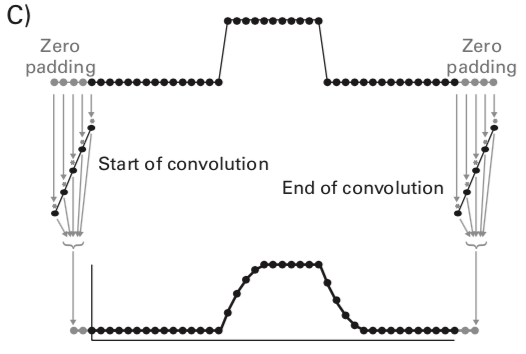 C)
Zero
padding
Zero
padding
Start of convolution
End of convolution